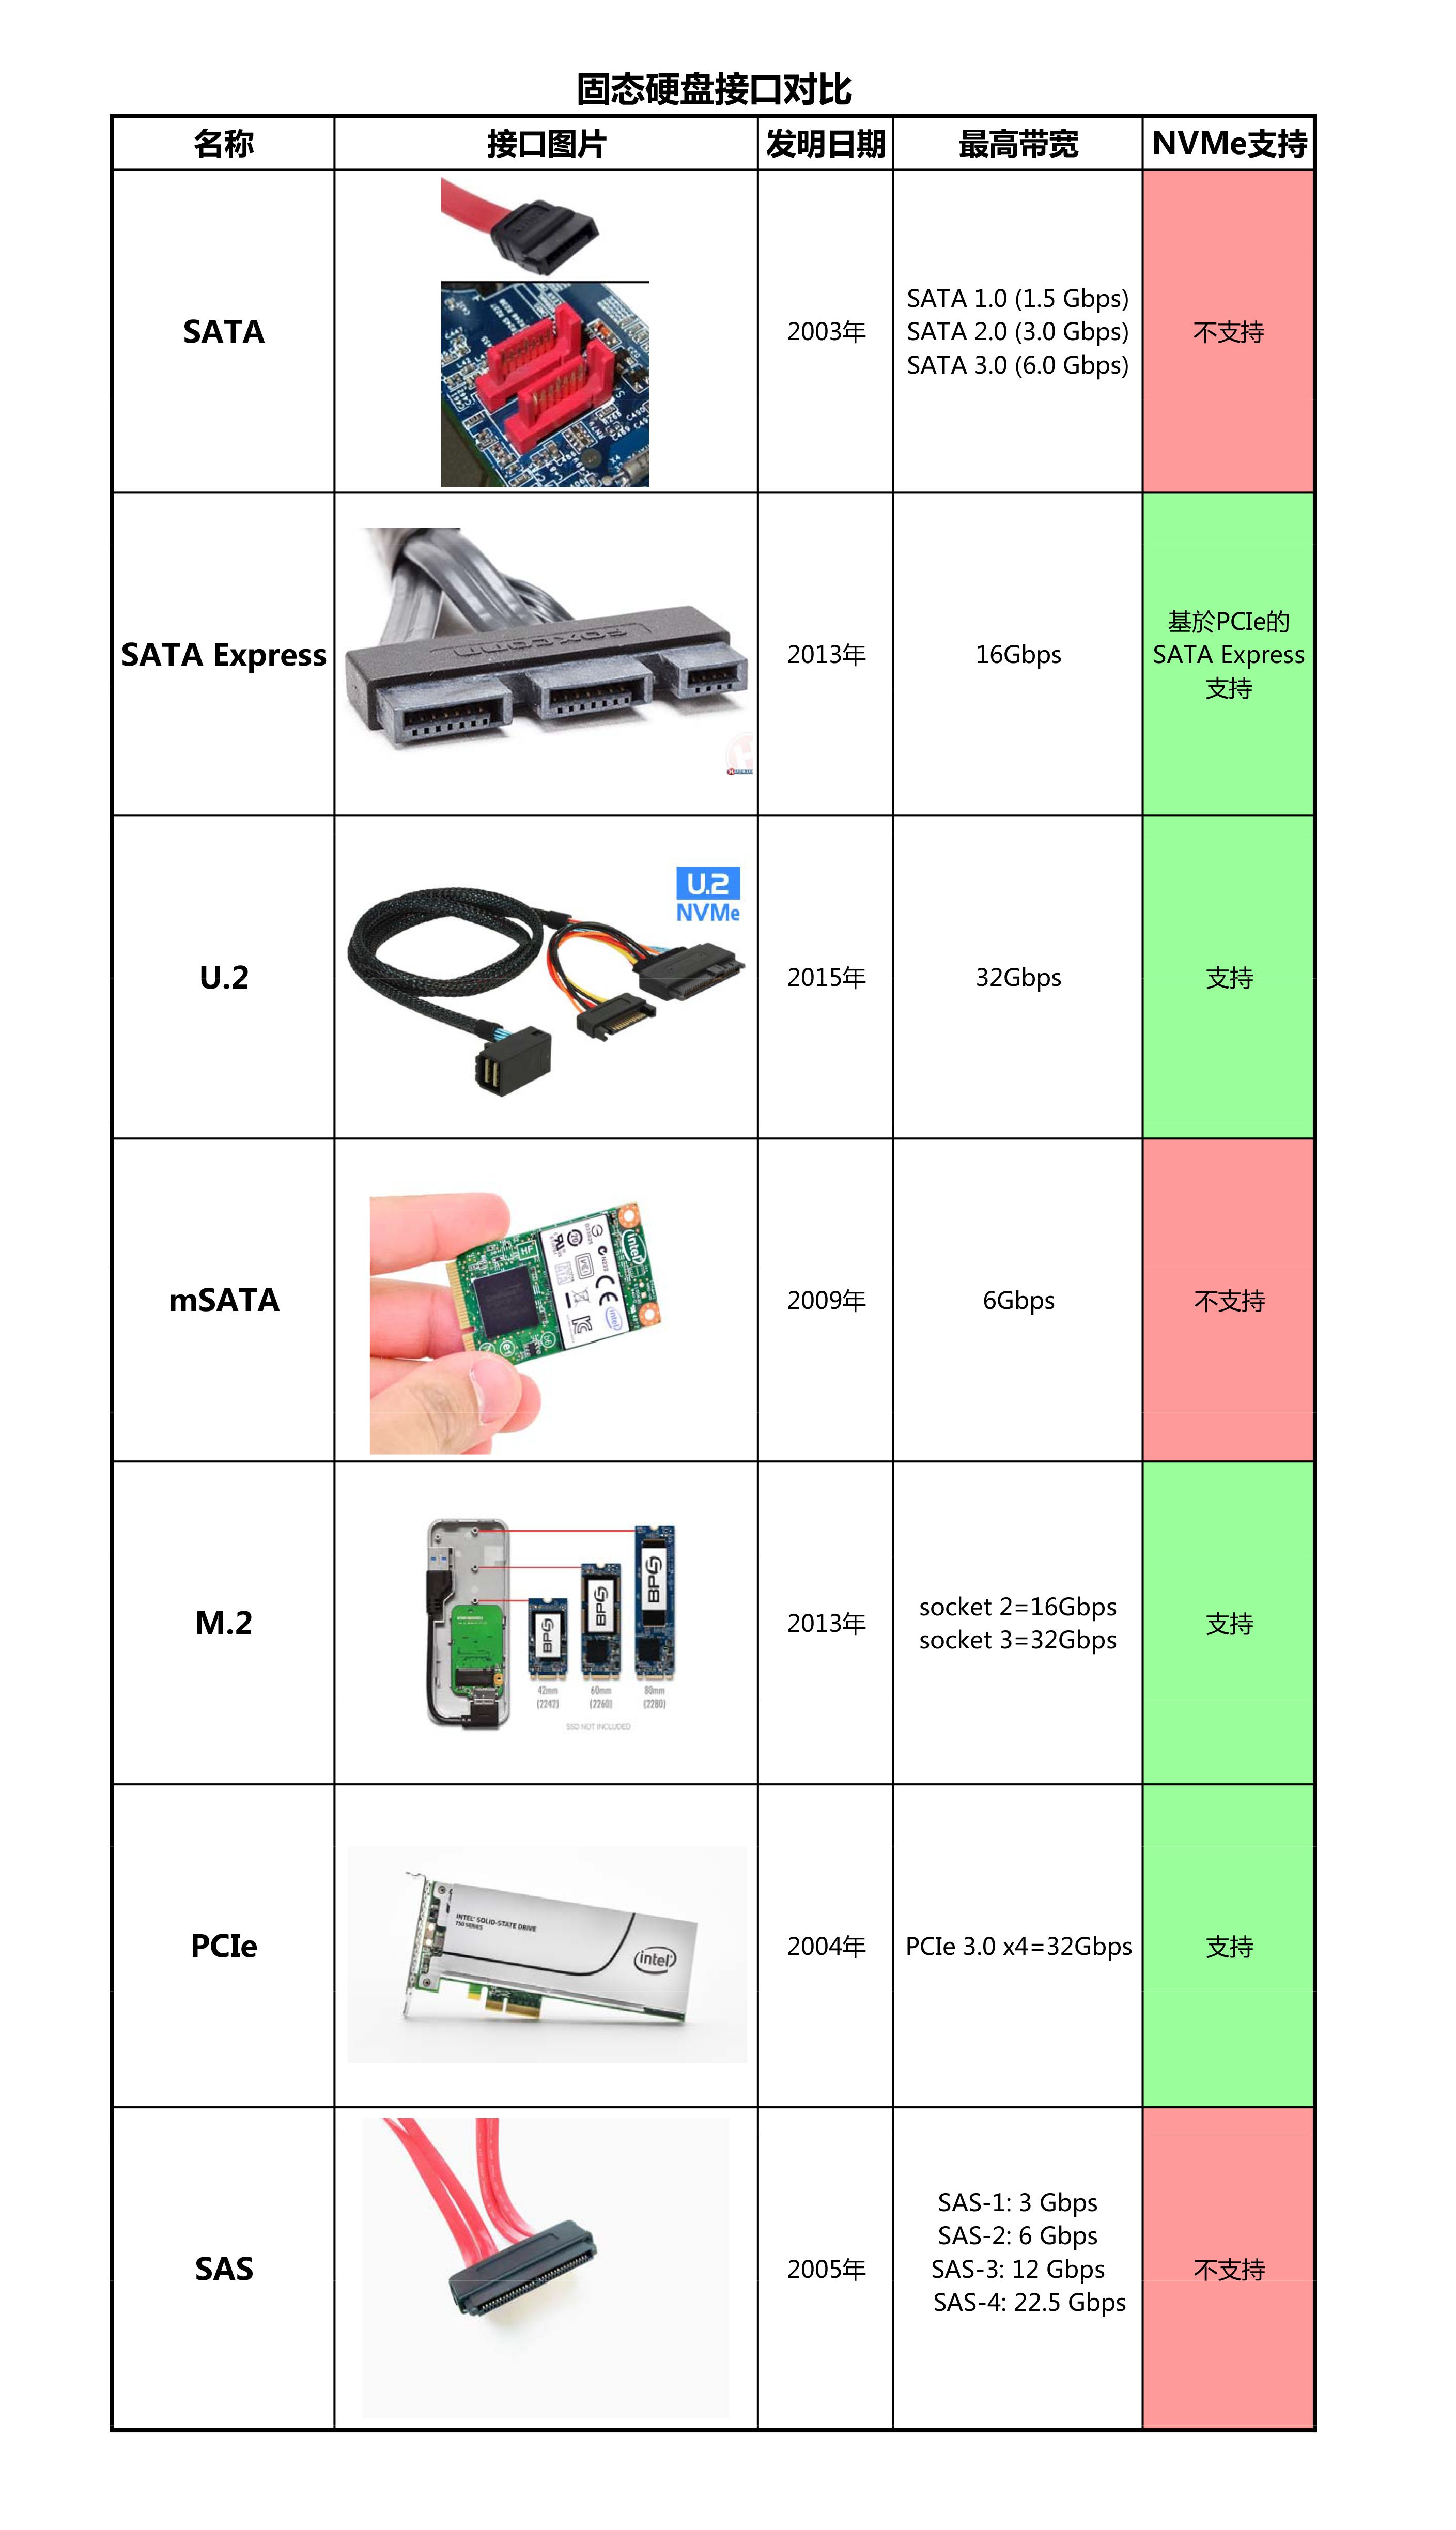 固态硬盘接口对比
名称 接口图片 发明日期 最高带宽 NVMe支持
SATA 2003年 SATA 1.0 (1.5 Gbps)
SATA 2.0 (3.0 Gbps)
SATA 3.0 (6.0 Gbps)
不支持
SATA Express
FOXCONN
2013年 16Gbps
基於PCIe的
SATA Express
支持
U.2
U.2
NVMe
2015年 32Gbps 支持
mSATA
HF
intel
CE
intel
2009年 6Gbps 不支持
M.2
BPS
BPS
BPS
42mm
(2242)
60mm
(2260)
80mm
(2280)
SSD NOT INCLUDED
2013年
socket 2=16Gbps
socket 3=32Gbps
支持
PCIe
INTEL® SOLID-STATE DRIVE
750 SERIES
intel
2004年 PCIe 3.0 x4=32Gbps 支持
SAS 2005年
SAS-1: 3 Gbps
SAS-2: 6 Gbps
SAS-3: 12 Gbps
SAS-4: 22.5 Gbps
不支持